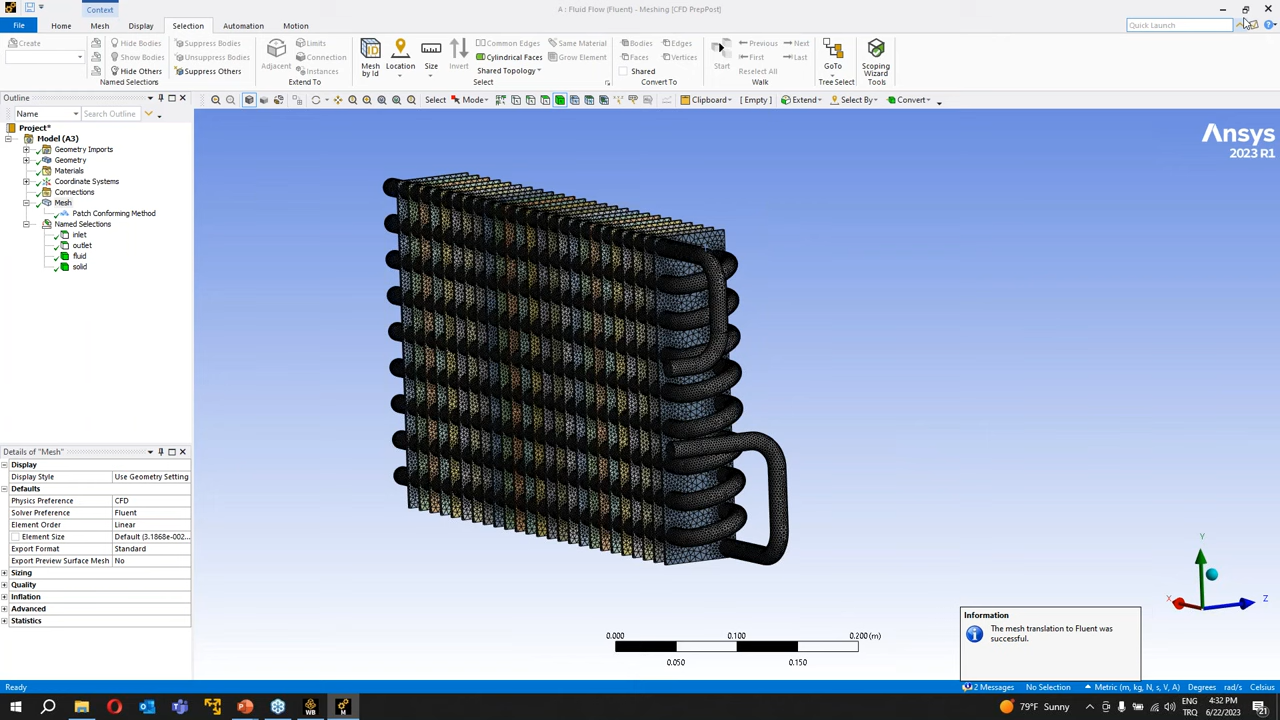 Context
A : Fluid Flow (Fluent) - Meshing [CFD PrepPost]
File Home Mesh Display Selection Automation Motion Quick Launch
Create Hide Bodies Suppress Bodies Limits Common Edges Same Material Bodies Edges Previous Next
Hide Bodies Unsuppress Bodies Connection Cylindrical Faces Grow Element Faces Vertices First Last
Hide Others Suppress Others Adjacent Instances Mesh by Id Location Size Invert Shared Topology Shared Start Reselect All GoTo Scoping Wizard
Named Selections Extend To Select Convert To Walk Tree Select Tools
Outline
Select Mode Clipboard [ Empty ] Extend Select By Convert
Name Search Outline
Project*
Model (A3)
Geometry Imports
Geometry
Materials
Coordinate Systems
Connections
Mesh
Patch Conforming Method
Named Selections
inlet
outlet
fluid
solid
Ansys
2023 R1
Details of "Mesh"
Display
Display Style Use Geometry Setting
Defaults
Physics Preference CFD
Solver Preference Fluent
Element Order Linear
Element Size Default (3.1868e-002...
Export Format Standard
Export Preview Surface Mesh No
Sizing
Quality
Inflation
Advanced
Statistics
Y
X
Z
0.000 0.100 0.200 (m)
0.050 0.150
Information
The mesh translation to Fluent was
successful.
Ready 2 Messages No Selection Metric (m, kg, N, s, V, A) Degrees rad/s Celsius
79°F Sunny ENG TRQ 4:32 PM 6/22/2023 21